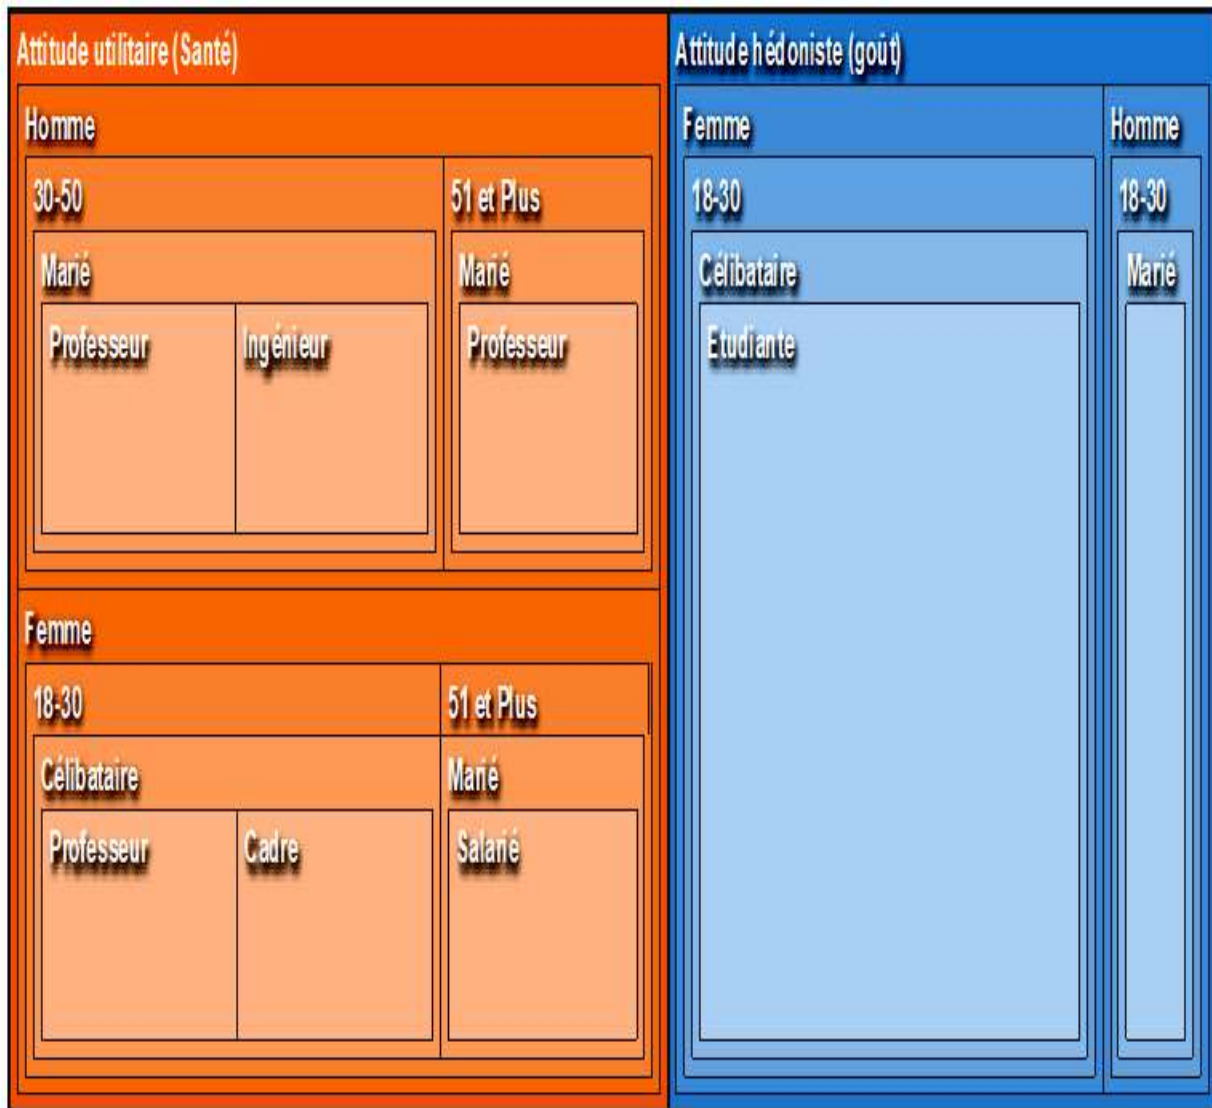 Attitude utilitaire (Santé)
Homme
30-50
Marié
Professeur
Ingénieur
51 et Plus
Marié
Professeur
Femme
18-30
Célibataire
Professeur
Cadre
51 et Plus
Marié
Salarié
Attitude hédoniste (goût)
Femme
18-30
Célibataire
Etudiante
Homme
18-30
Marié